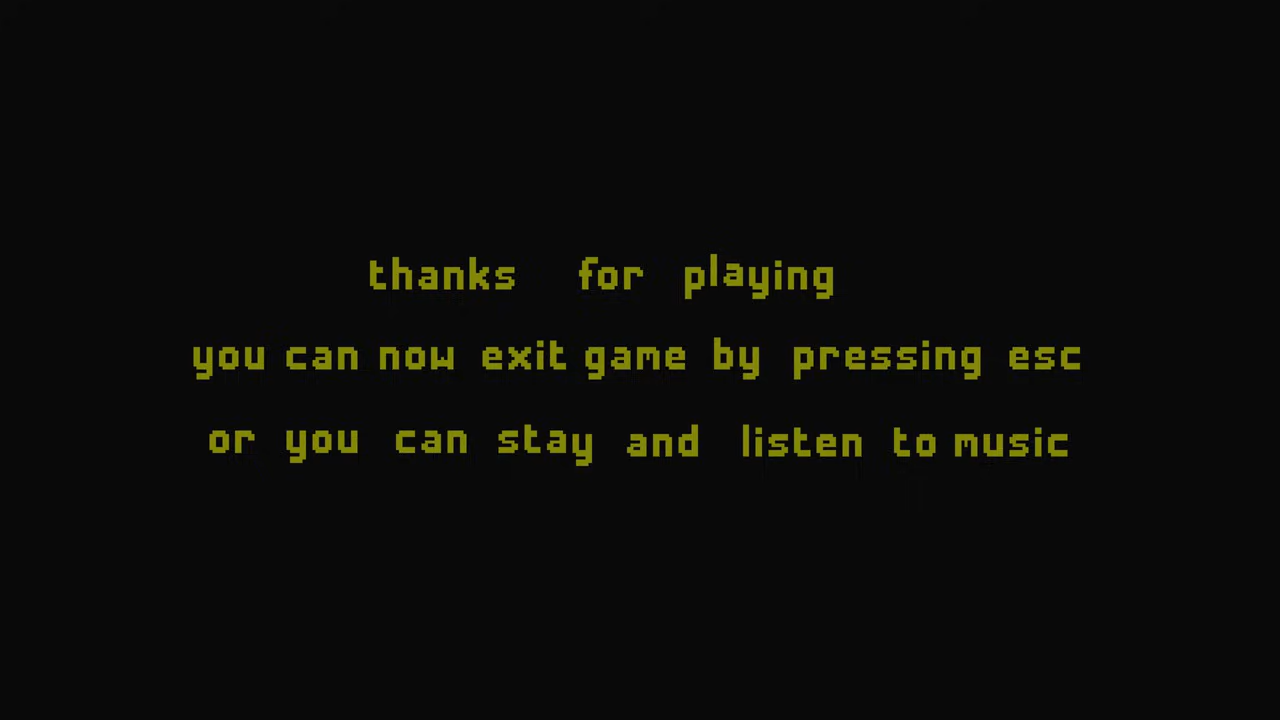 thanks for playing
you can now exit game by pressing esc
or you can stay and listen to music